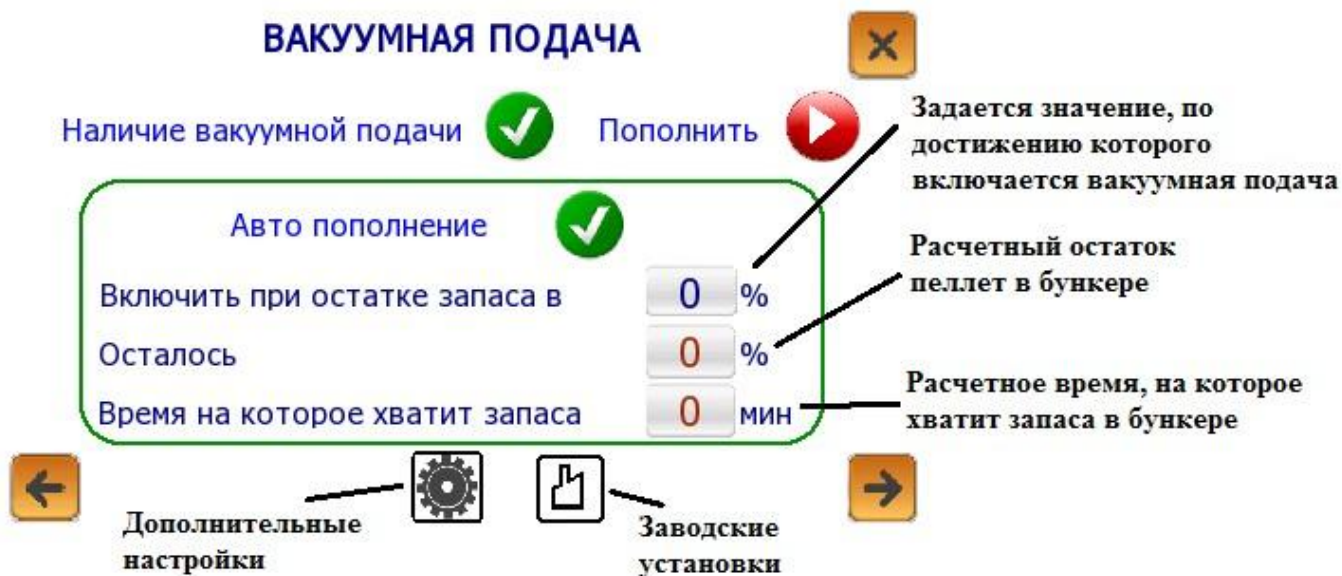 ВАКУУМНАЯ ПОДАЧА
Наличие вакуумной подачи
Пополнить
Задается значение, по
достижению которого
включается вакуумная подача
Авто пополнение
Включить при остатке запаса в 0 %
Расчетный остаток
пеллет в бункере
Осталось 0 %
Время на которое хватит запаса 0 мин
Расчетное время, на которое
хватит запаса в бункере
Дополнительные
настройки
Заводские
установки